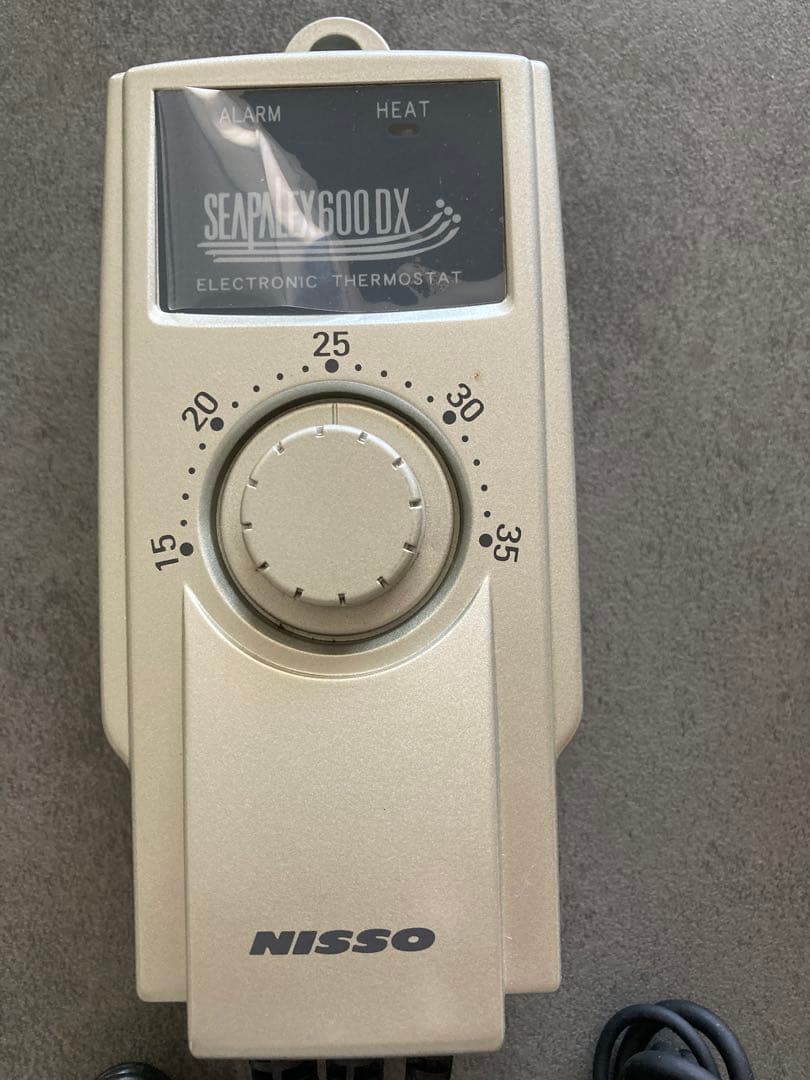 ALARM HEAT
SEAPALEX600DX
ELECTRONIC THERMOSTAT
25
20 30
15 35
NISSO